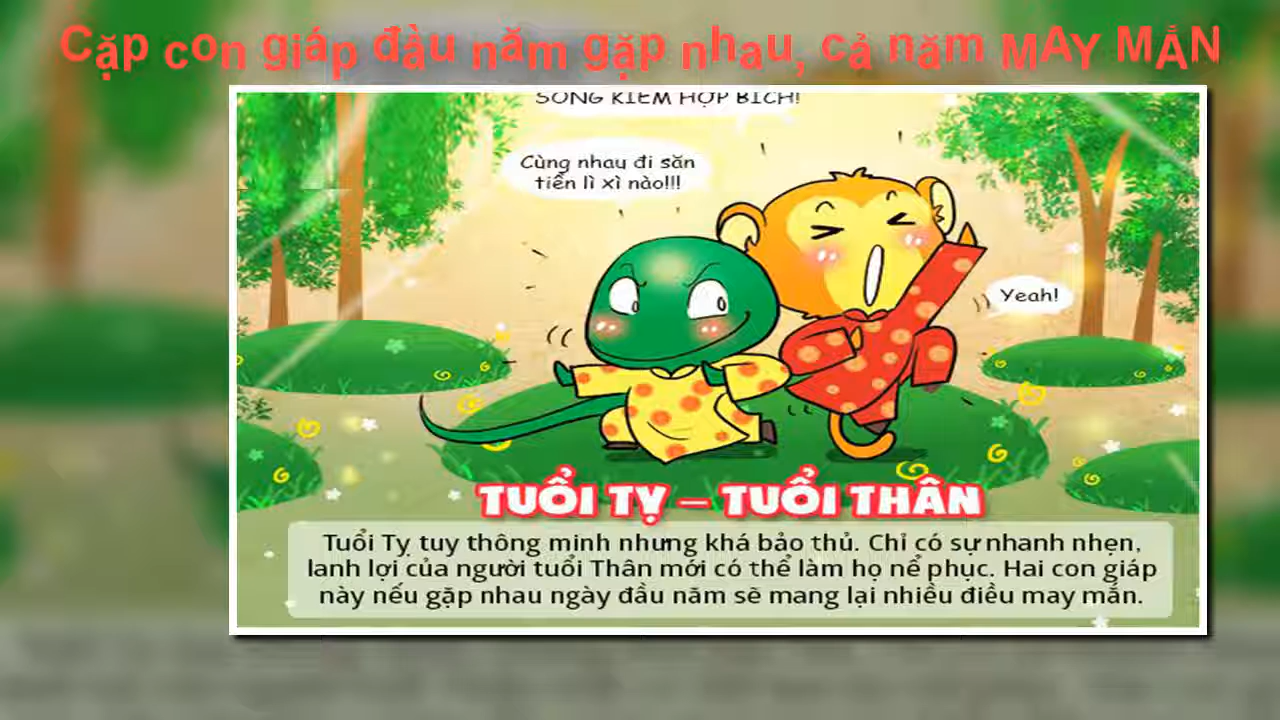 Cặp con giáp đầu năm gặp nhau, cả năm MAY MẮN
SONG KIẾM HỢP BÍCH!
Cùng nhau đi săn
tiền lì xì nào!!!
Yeah!
TUỔI TỴ – TUỔI THÂN
Tuổi Tỵ tuy thông minh nhưng khá bảo thủ. Chỉ có sự nhanh nhẹn,
lanh lợi của người tuổi Thân mới có thể làm họ nể phục. Hai con giáp
này nếu gặp nhau ngày đầu năm sẽ mang lại nhiều điều may mắn.